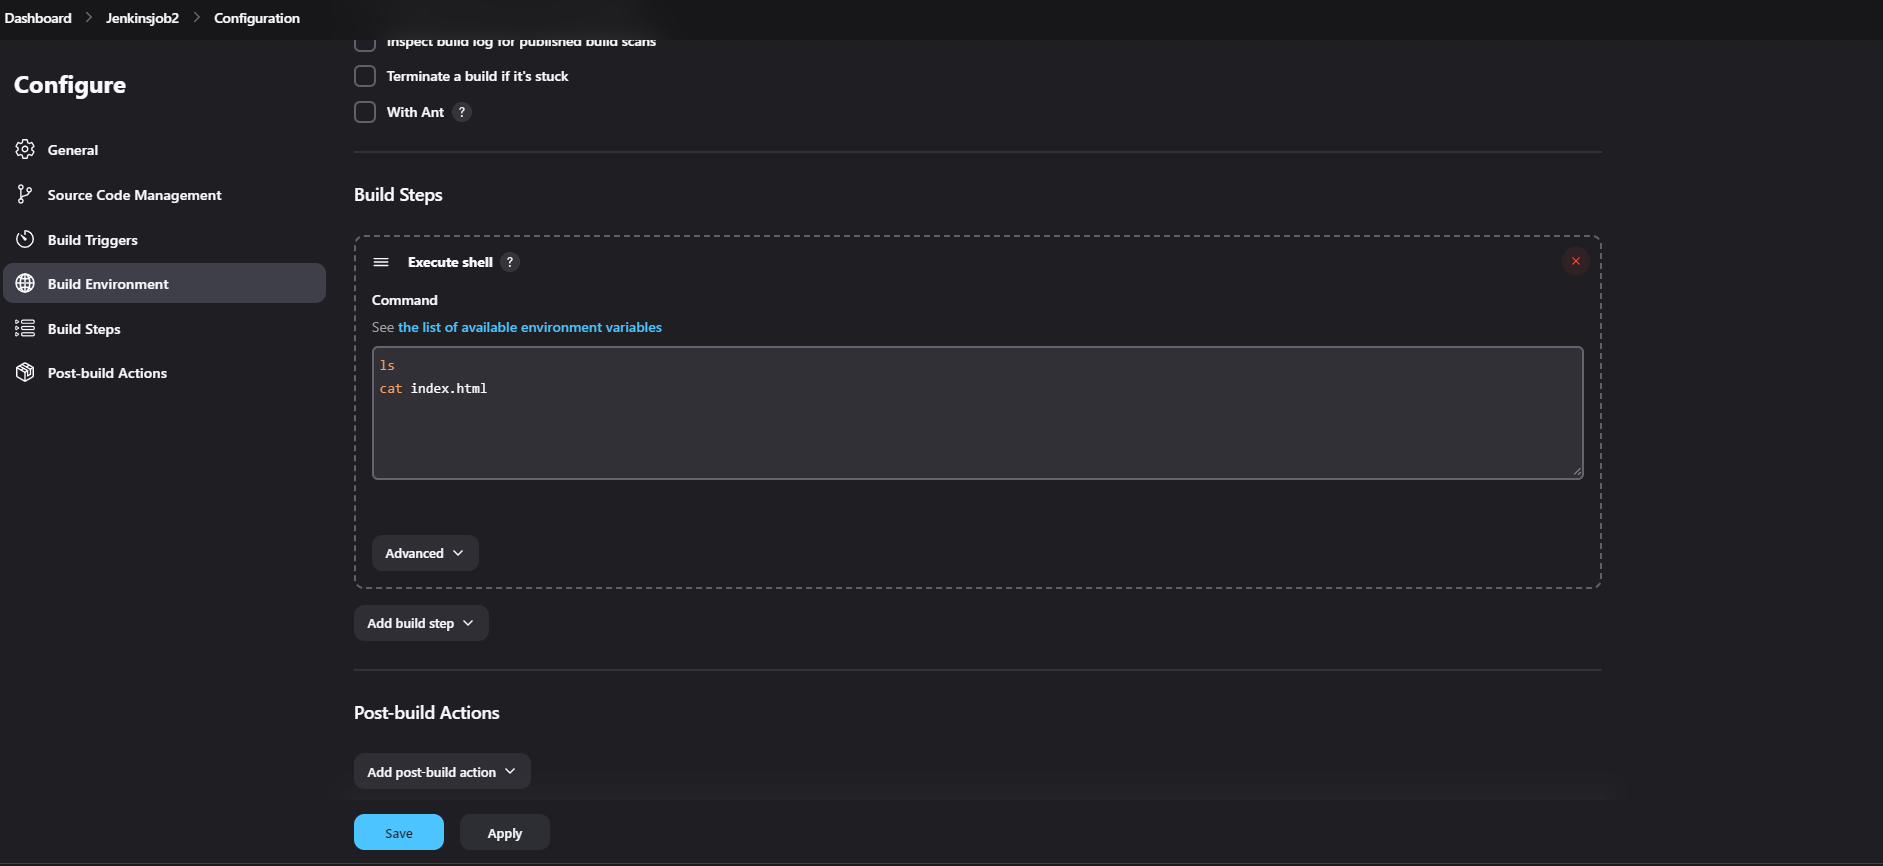 Dashboard > Jenkinsjob2 > Configuration
Configure
General
Source Code Management
Build Triggers
Build Environment
Build Steps
Post-build Actions
Inspect build log for published build scans
Terminate a build if it's stuck
With Ant ?
Build Steps
Execute shell ?
Command
See the list of available environment variables
ls
cat index.html
Advanced
Add build step
Post-build Actions
Add post-build action
Save
Apply